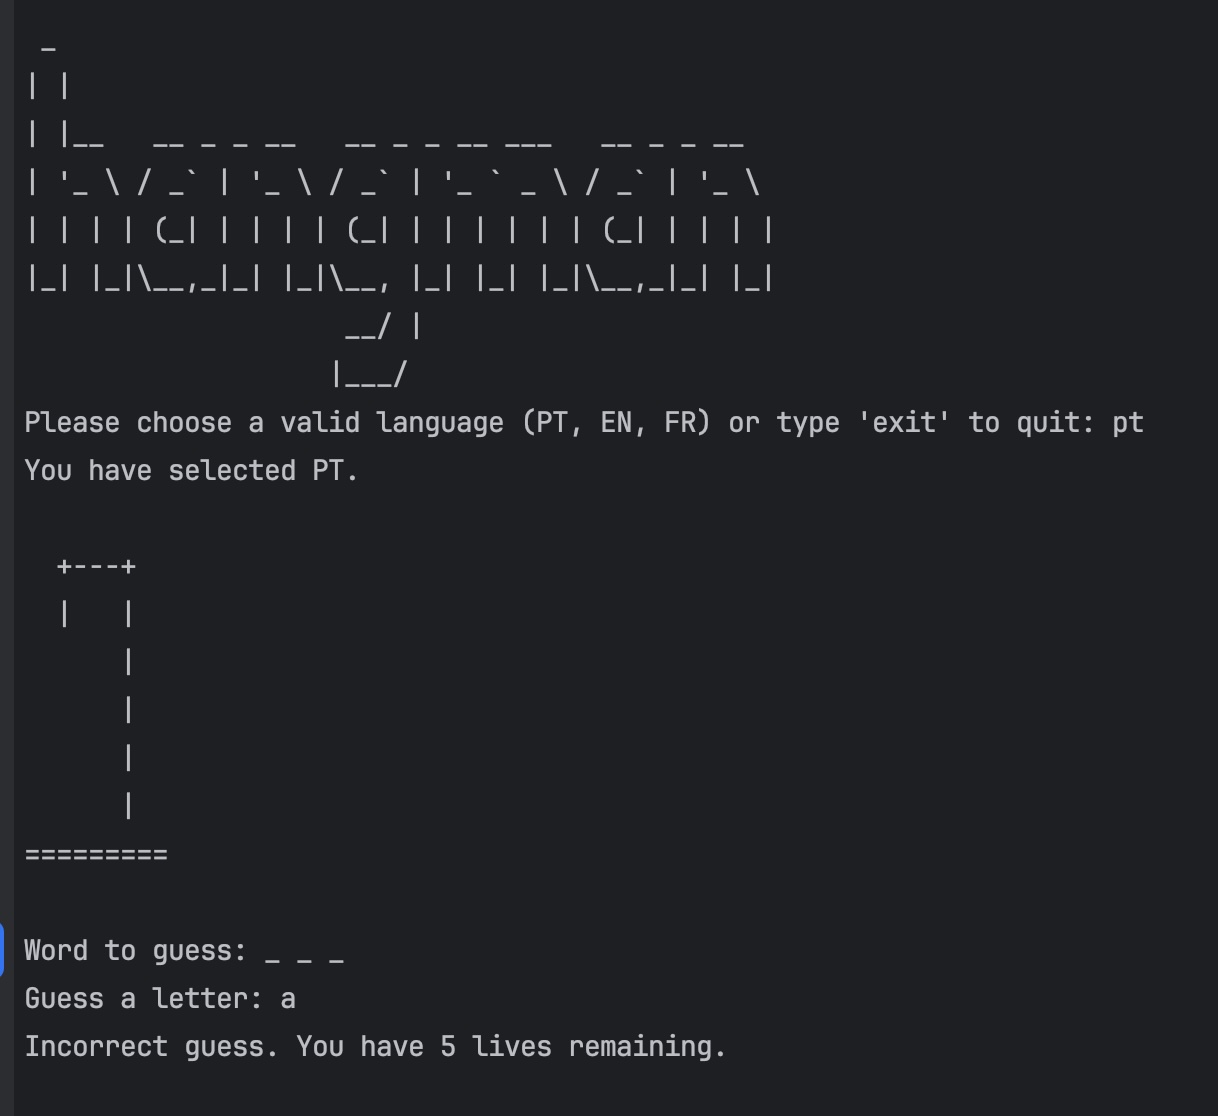 _
| |
| |__   __ _ _ __   __ _ _ __ ___   __ _ _ __
| '_ \ / _` | '_ \ / _` | '_ ` _ \ / _` | '_ \
| | | | (_| | | | | (_| | | | | | | (_| | | | |
|_| |_|\__,_|_| |_|\__, |_| |_| |_|\__,_|_| |_|
                    __/ |
                   |___/
Please choose a valid language (PT, EN, FR) or type 'exit' to quit: pt
You have selected PT.
  +---+
  |   |
      |
      |
      |
      |
=========
Word to guess: _ _ _
Guess a letter: a
Incorrect guess. You have 5 lives remaining.